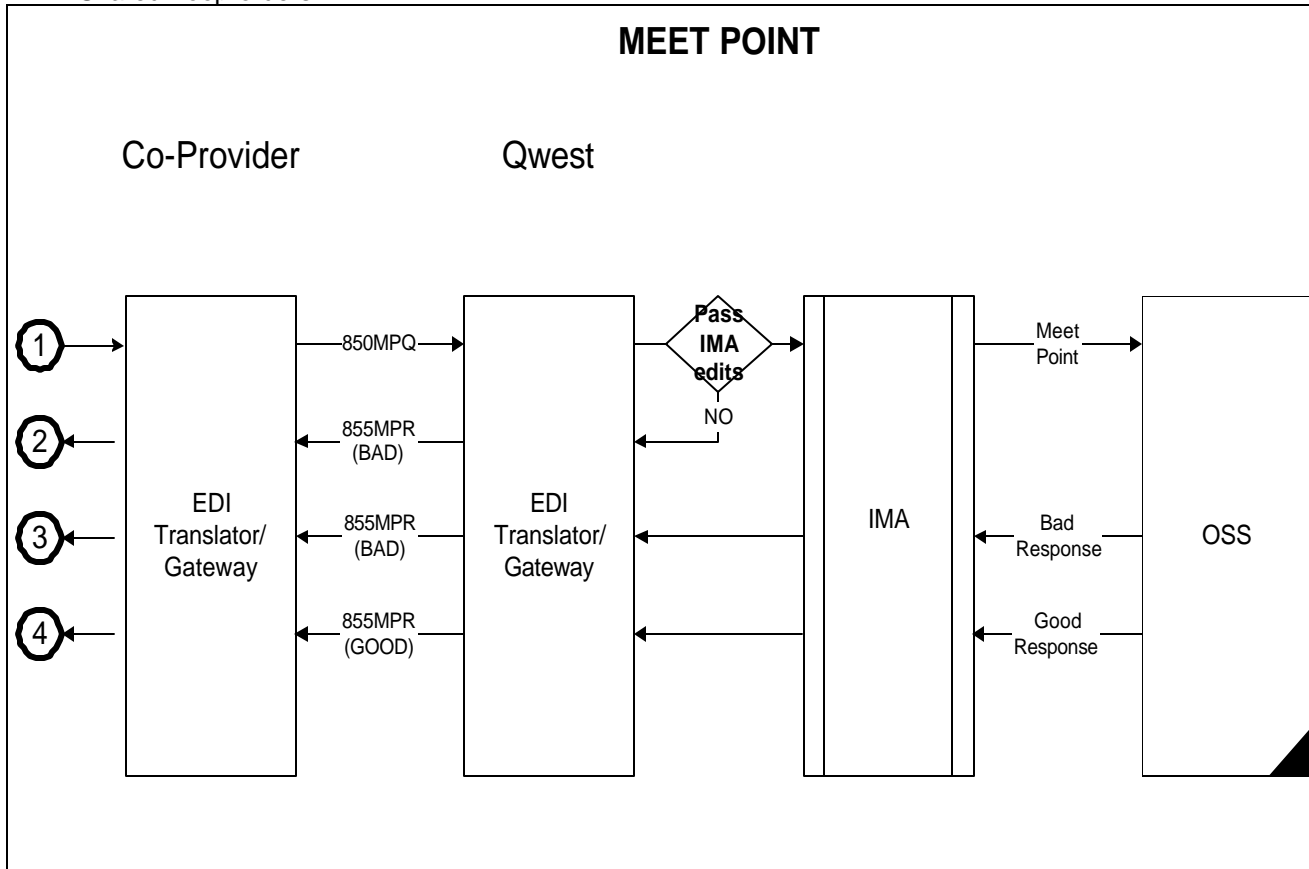 MEET POINT
Co-Provider
Qwest
1
850MPQ
Pass
IMA
edits
Meet
Point
NO
2
855MPR
(BAD)
EDI
Translator/
Gateway
EDI
Translator/
Gateway
IMA
OSS
3
855MPR
(BAD)
Bad
Response
4
855MPR
(GOOD)
Good
Response